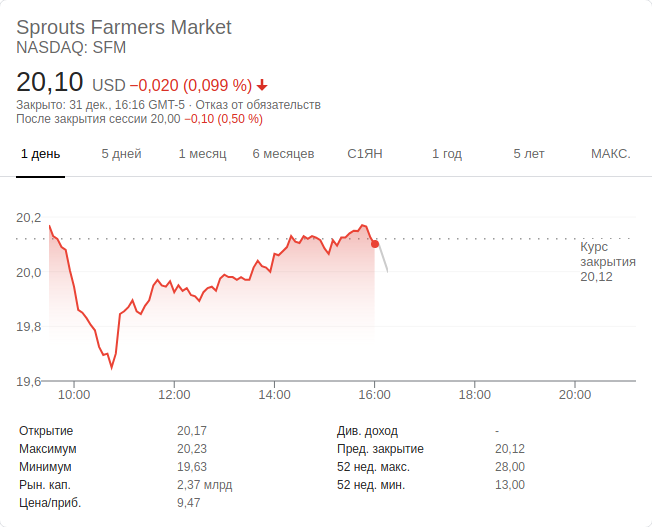 Sprouts Farmers Market
NASDAQ: SFM
20,10 USD −0,020 (0,099 %)
Закрыто: 31 дек., 16:16 GMT-5 · Отказ от обязательств
После закрытия сессии 20,00 −0,10 (0,50 %)
1 день 5 дней 1 месяц 6 месяцев С1ЯН 1 год 5 лет МАКС.
20,2
20,0
19,8
19,6
Курс
закрытия
20,12
10:00 12:00 14:00 16:00 18:00 20:00
Открытие 20,17 Див. доход -
Максимум 20,23 Пред. закрытие 20,12
Минимум 19,63 52 нед. макс. 28,00
Рын. кап. 2,37 млрд 52 нед. мин. 13,00
Цена/приб. 9,47